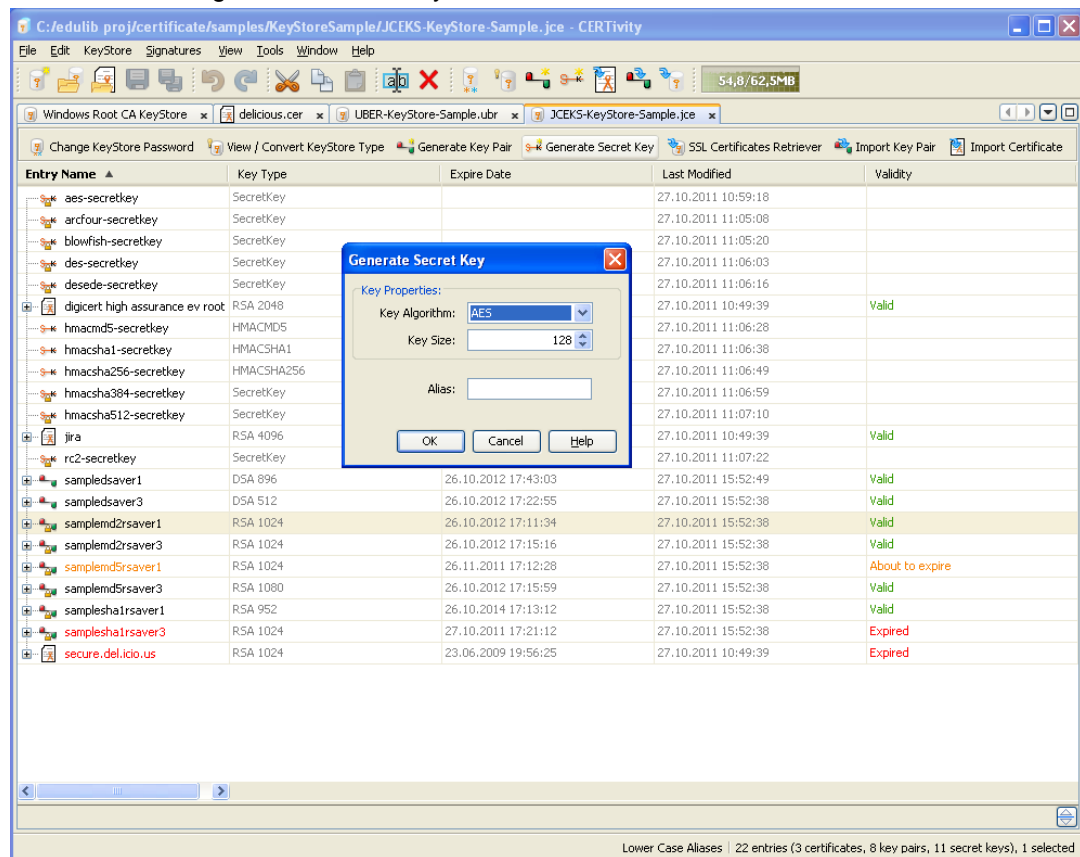 C:/edulib proj/certificate/samples/KeyStoreSample/JCEKS-KeyStore-Sample.jce - CERTivity
File Edit KeyStore Signatures View Tools Window Help
54,8/62,5MB
Windows Root CA KeyStore delicious.cer UBER-KeyStore-Sample.ubr JCEKS-KeyStore-Sample.jce
Change KeyStore Password View / Convert KeyStore Type Generate Key Pair Generate Secret Key SSL Certificates Retriever Import Key Pair Import Certificate
Entry Name Key Type Expire Date Last Modified Validity
aes-secretkey SecretKey 27.10.2011 10:59:18
arcfour-secretkey SecretKey 27.10.2011 11:05:08
blowfish-secretkey SecretKey 27.10.2011 11:05:20
des-secretkey SecretKey 27.10.2011 11:06:03
desede-secretkey SecretKey 27.10.2011 11:06:16
digicert high assurance ev root RSA 2048 27.10.2011 10:49:39 Valid
hmacmd5-secretkey HMACMD5 27.10.2011 11:06:28
hmacsha1-secretkey HMACSHA1 27.10.2011 11:06:38
hmacsha256-secretkey HMACSHA256 27.10.2011 11:06:49
hmacsha384-secretkey SecretKey 27.10.2011 11:06:59
hmacsha512-secretkey SecretKey 27.10.2011 11:07:10
jira RSA 4096 27.10.2011 10:49:39 Valid
rc2-secretkey SecretKey 27.10.2011 11:07:22
sampledsaver1 DSA 896 26.10.2012 17:43:03 27.10.2011 15:52:49 Valid
sampledsaver3 DSA 512 26.10.2012 17:22:55 27.10.2011 15:52:38 Valid
samplemd2rsaver1 RSA 1024 26.10.2012 17:11:34 27.10.2011 15:52:38 Valid
samplemd2rsaver3 RSA 1024 26.10.2012 17:15:16 27.10.2011 15:52:38 Valid
samplemd5rsaver1 RSA 1024 26.11.2011 17:12:28 27.10.2011 15:52:38 About to expire
samplemd5rsaver3 RSA 1080 26.10.2012 17:15:59 27.10.2011 15:52:38 Valid
samplesha1rsaver1 RSA 952 26.10.2014 17:13:12 27.10.2011 15:52:38 Valid
samplesha1rsaver3 RSA 1024 27.10.2011 17:21:12 27.10.2011 15:52:38 Expired
secure.del.icio.us RSA 1024 23.06.2009 19:56:25 27.10.2011 10:49:39 Expired
Generate Secret Key
Key Properties:
Key Algorithm: AES
Key Size: 128
Alias:
OK Cancel Help
Lower Case Aliases 22 entries (3 certificates, 8 key pairs, 11 secret keys), 1 selected